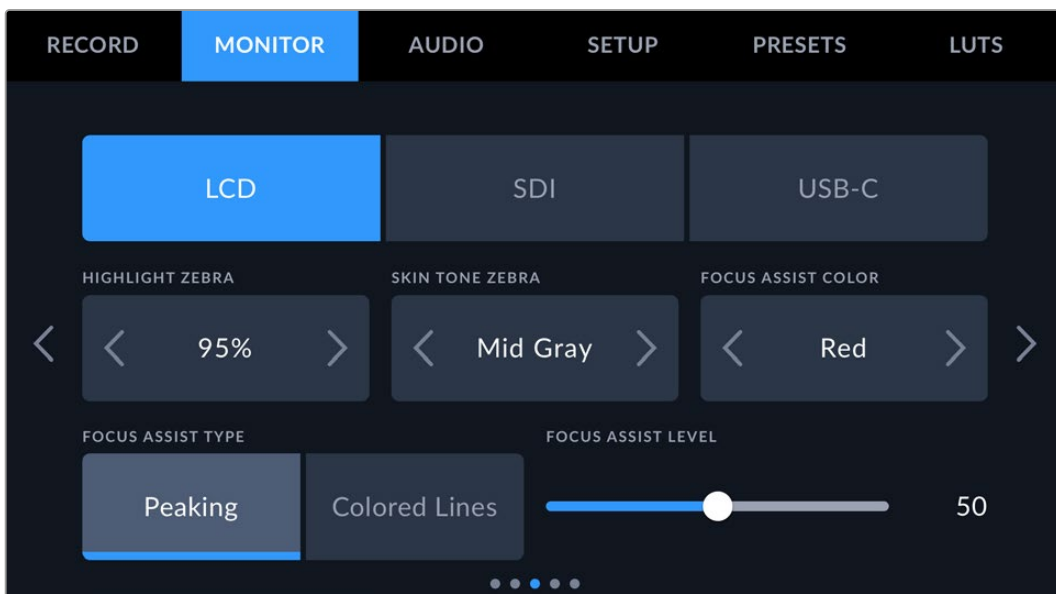 RECORD MONITOR AUDIO SETUP PRESETS LUTS
LCD SDI USB-C
HIGHLIGHT ZEBRA SKIN TONE ZEBRA FOCUS ASSIST COLOR
95% Mid Gray Red
FOCUS ASSIST TYPE FOCUS ASSIST LEVEL
Peaking Colored Lines 50